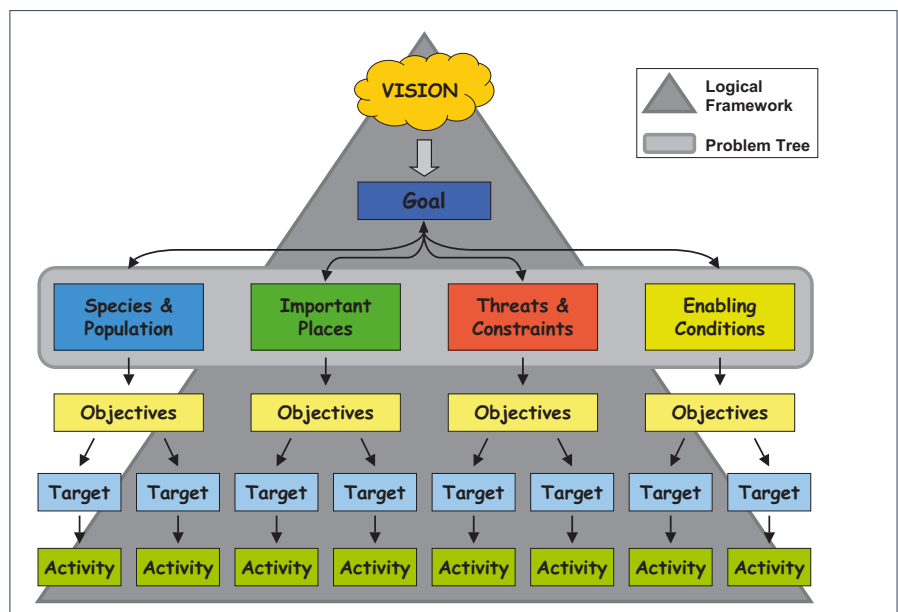 VISION
Logical
Framework
Problem Tree
Goal
Species &
Population
Important
Places
Threats &
Constraints
Enabling
Conditions
Objectives
Objectives
Objectives
Objectives
Target
Target
Target
Target
Target
Target
Target
Target
Activity
Activity
Activity
Activity
Activity
Activity
Activity
Activity